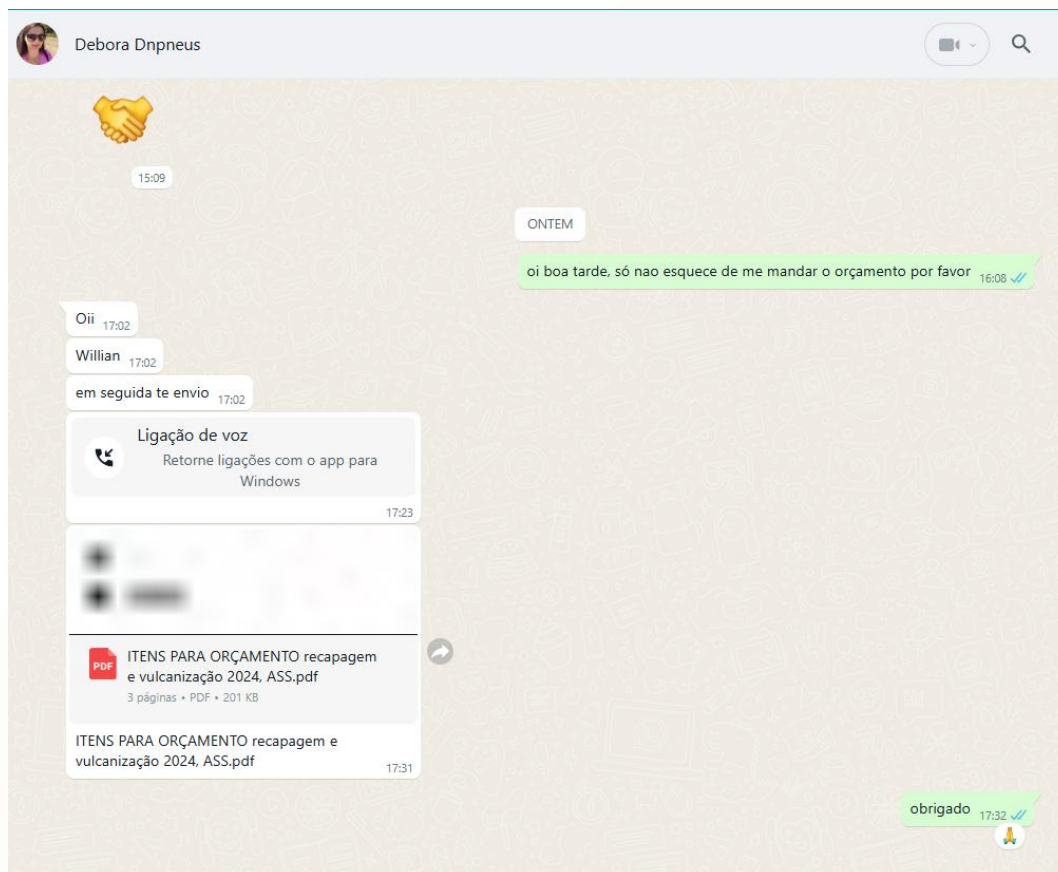 Debora Dnpneus
15:09
ONTEM
oi boa tarde, só nao esquece de me mandar o orçamento por favor 16:08
Oii 17:02
Willian 17:02
em seguida te envio 17:02
Ligação de voz
Retorne ligações com o app para
Windows
17:23
PDF
ITENS PARA ORÇAMENTO recapagem
e vulcanização 2024, ASS.pdf
3 páginas • PDF • 201 KB
ITENS PARA ORÇAMENTO recapagem e
vulcanização 2024, ASS.pdf 17:31
obrigado 17:32